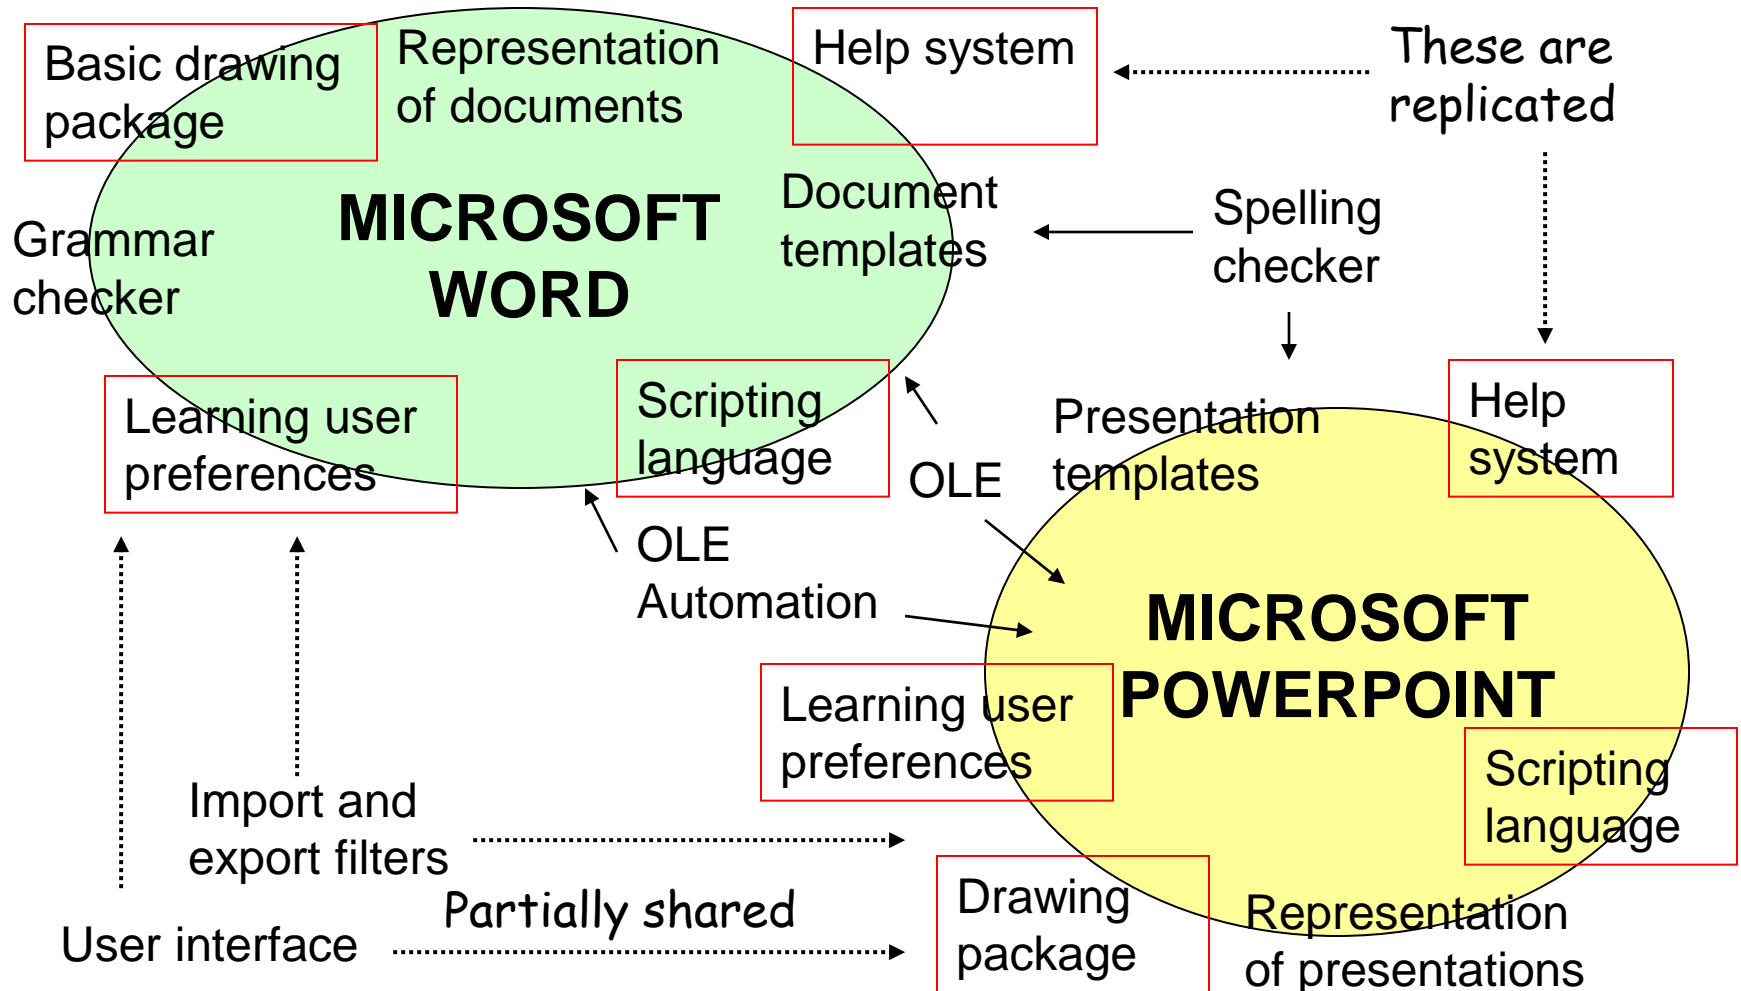 Basic drawing
package
Representation
of documents
Help system
These are
replicated
Grammar
checker
MICROSOFT
WORD
Document
templates
Spelling
checker
Learning user
preferences
Scripting
language
OLE
Presentation
templates
Help
system
OLE
Automation
MICROSOFT
POWERPOINT
Learning user
preferences
Scripting
language
Import and
export filters
Partially shared
User interface
Drawing
package
Representation
of presentations